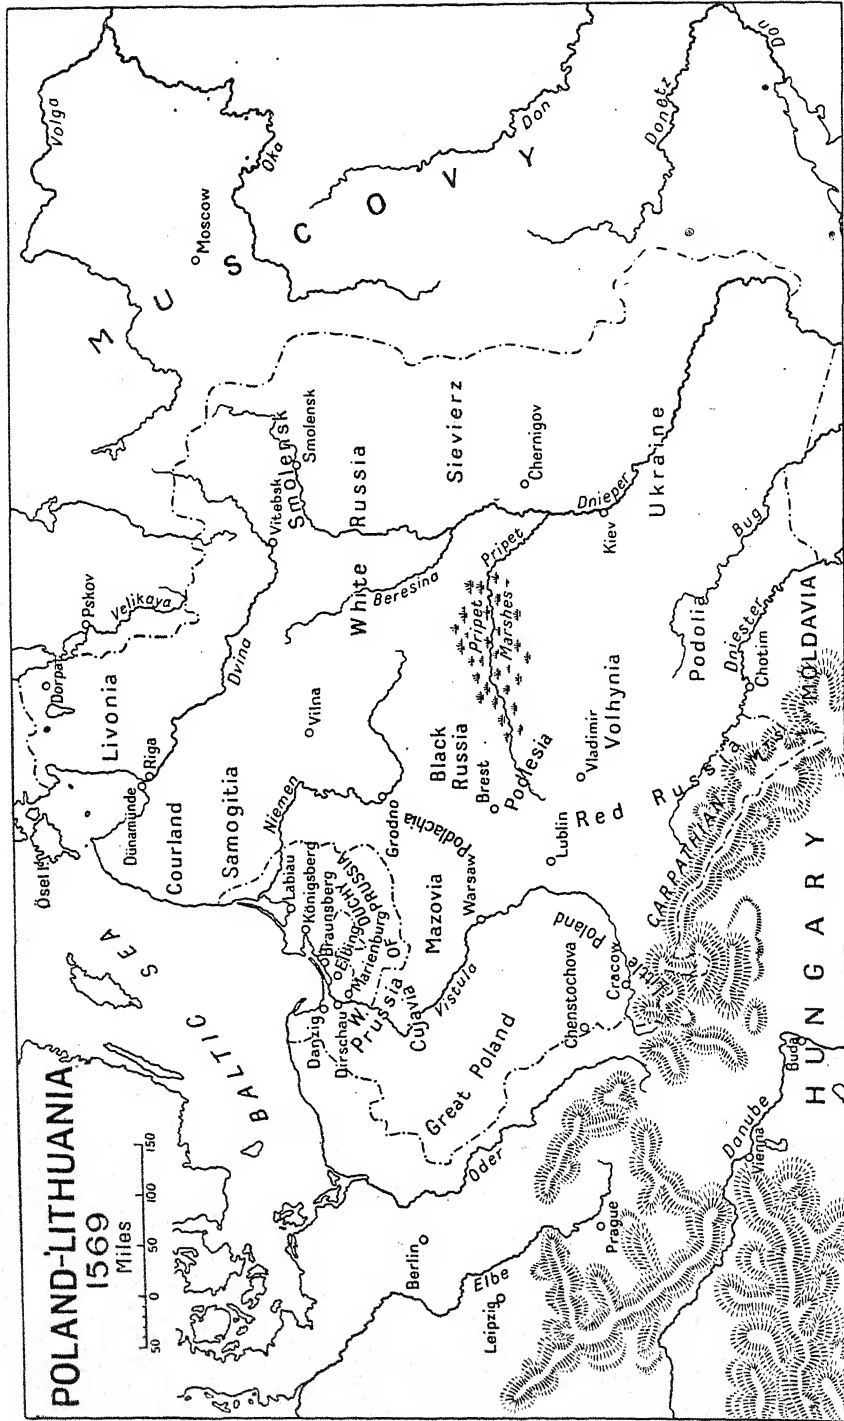 POLAND-LITHUANIA
1569
Miles
50 0 50 100 150
BALTIC SEA
Ösel I.
Dorpat
Pskov
Velikaya
Livonia
Riga
Dünamünde
Courland
Dvina
Samogitia
Niemen
Vilna
Volga
Moscow
Oka
MUSCOVY
Don
Donetz
Don
Vitebsk
Smolensk
Smolensk
White Russia
Beresina
Sievierz
Chernigov
Dnieper
Ukraine
Kiev
Pripet
Pripet
Marshes
Labiau
Königsberg
Braunsberg
Elbing
Marienburg
DUCHY OF
PRUSSIA
Danzig
Dirschau
W.
Prussia
Cujavia
Grodno
Black
Russia
Brest
Podlesia
Podlachia
Mazovia
Warsaw
Vistula
Great Poland
Little Poland
Chenstochova
Cracow
Lublin
Vladimir
Volhynia
Red Russia
Podolia
Bug
Dniester
Chotim
MOLDAVIA
CARPATHIAN MTS.
HUNGARY
Buda
Danube
Vienna
Oder
Berlin
Elbe
Leipzig
Prague